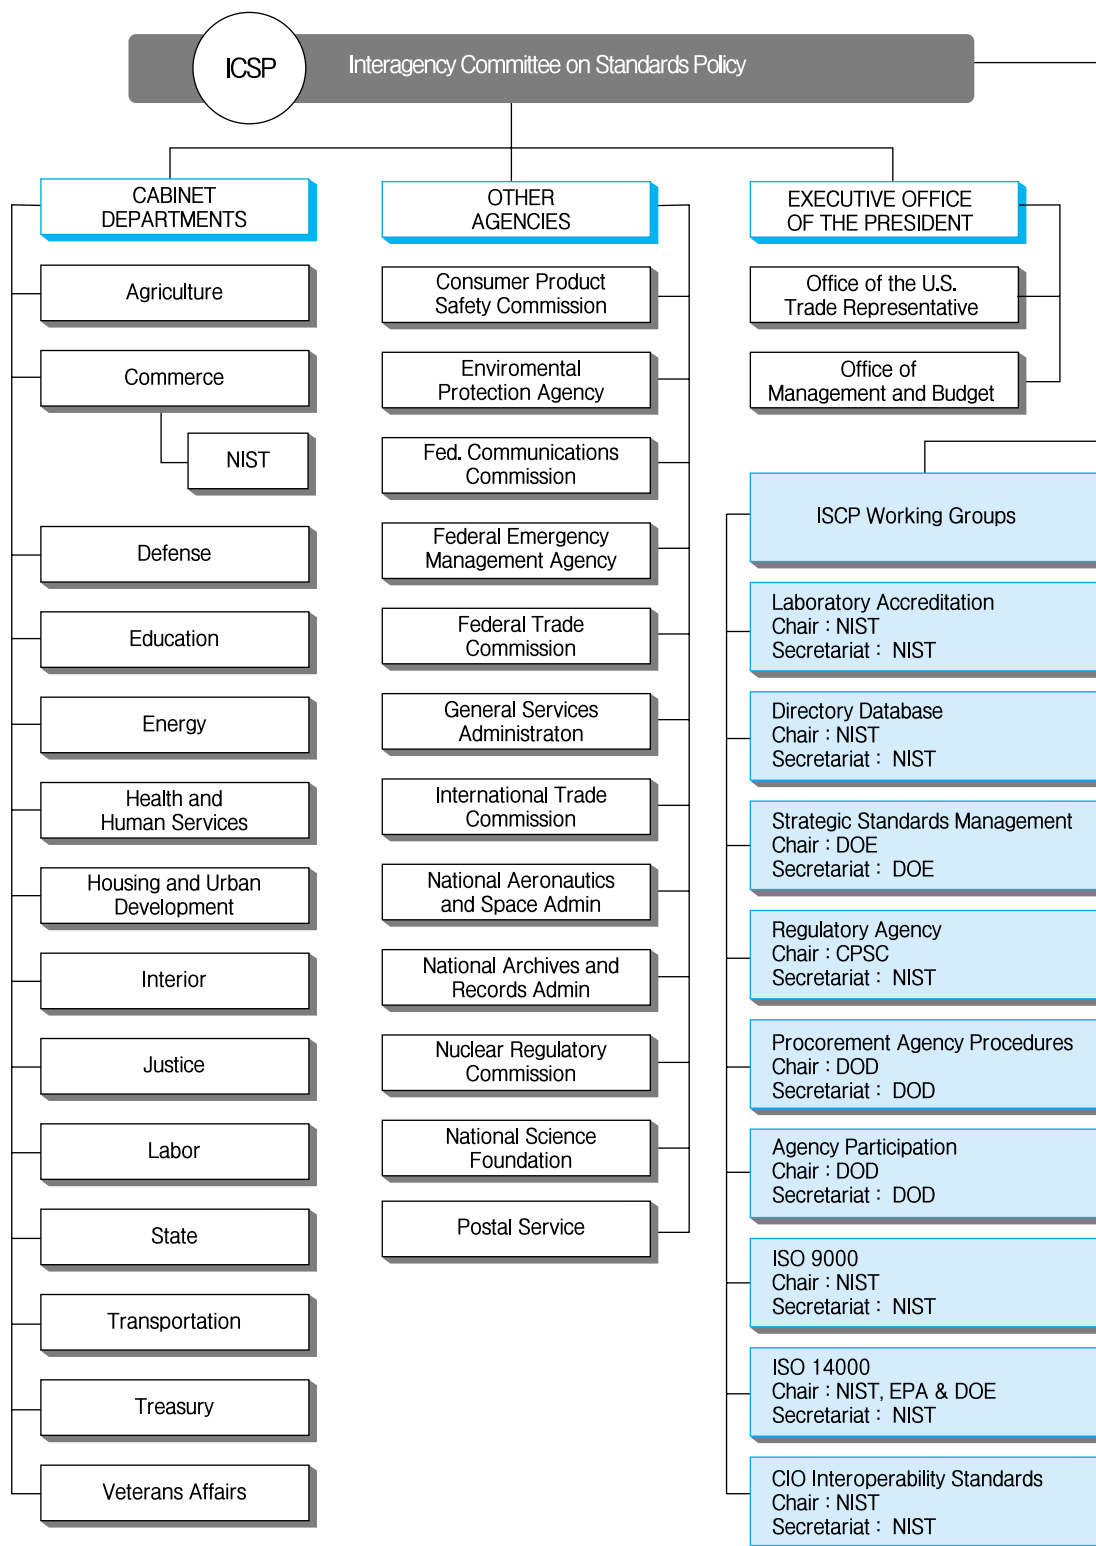 ICSP
Interagency Committee on Standards Policy
CABINET
DEPARTMENTS
Agriculture
Commerce
NIST
Defense
Education
Energy
Health and
Human Services
Housing and Urban
Development
Interior
Justice
Labor
State
Transportation
Treasury
Veterans Affairs
OTHER
AGENCIES
Consumer Product
Safety Commission
Enviromental
Protection Agency
Fed. Communications
Commission
Federal Emergency
Management Agency
Federal Trade
Commission
General Services
Administraton
International Trade
Commission
National Aeronautics
and Space Admin
National Archives and
Records Admin
Nuclear Regulatory
Commission
National Science
Foundation
Postal Service
EXECUTIVE OFFICE
OF THE PRESIDENT
Office of the U.S.
Trade Representative
Office of
Management and Budget
ISCP Working Groups
Laboratory Accreditation
Chair : NIST
Secretariat : NIST
Directory Database
Chair : NIST
Secretariat : NIST
Strategic Standards Management
Chair : DOE
Secretariat : DOE
Regulatory Agency
Chair : CPSC
Secretariat : NIST
Procorement Agency Procedures
Chair : DOD
Secretariat : DOD
Agency Participation
Chair : DOD
Secretariat : DOD
ISO 9000
Chair : NIST
Secretariat : NIST
ISO 14000
Chair : NIST, EPA & DOE
Secretariat : NIST
CIO Interoperability Standards
Chair : NIST
Secretariat : NIST